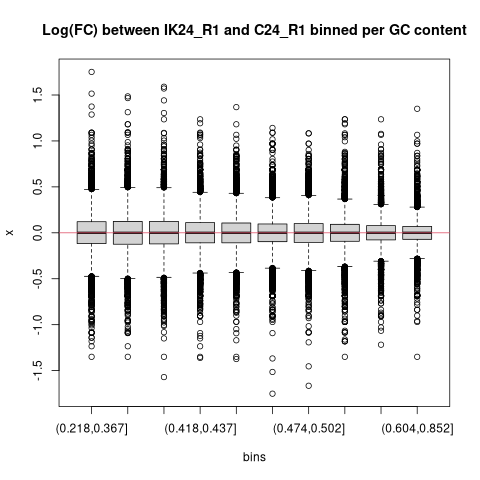 Log(FC) between IK24_R1 and C24_R1 binned per GC content
x
1.5
1.0
0.5
0.0
-0.5
-1.0
-1.5
(0.218,0.367] (0.418,0.437] (0.474,0.502] (0.604,0.852]
bins